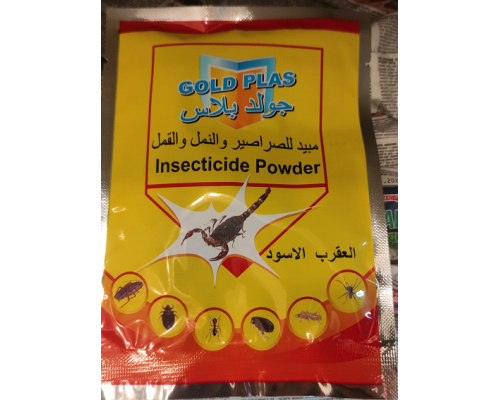 GOLD PLAS
جولد بلاس
مبيد للصراصير والنمل والقمل
Insecticide Powder
العقرب الاسود